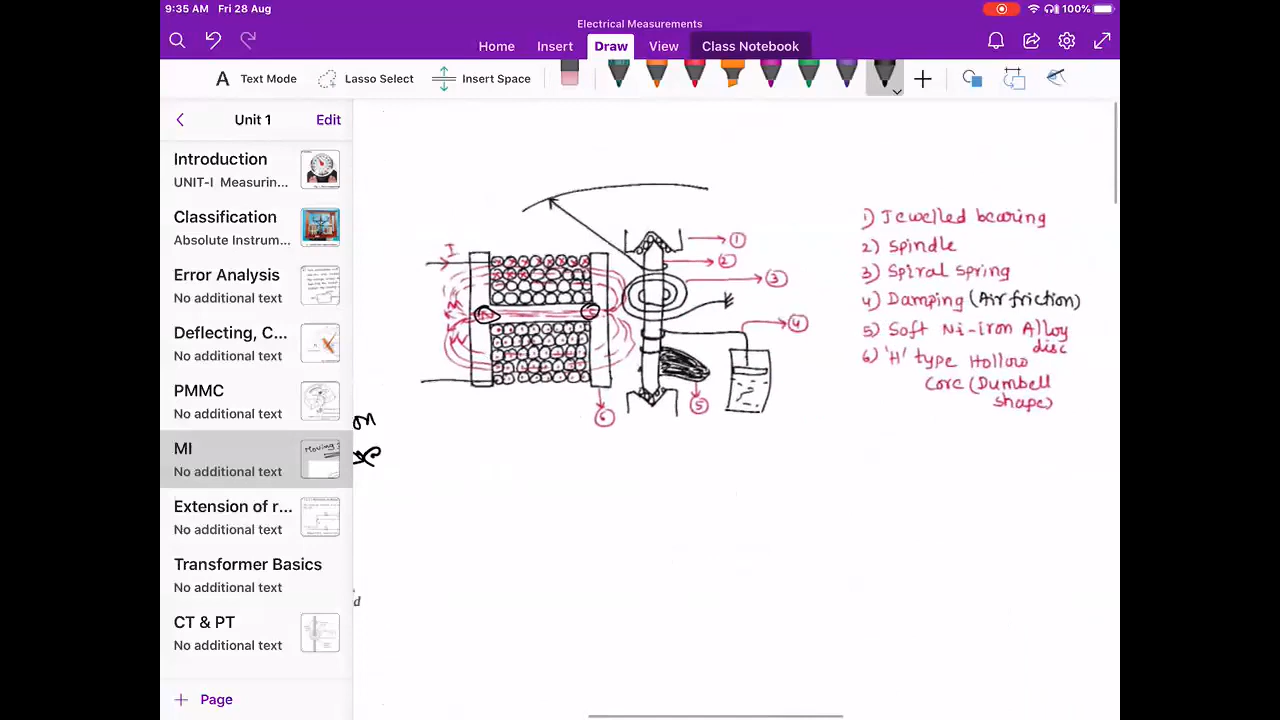 9:35 AM Fri 28 Aug
100%
Electrical Measurements
Home Insert Draw View Class Notebook
A Text Mode Lasso Select Insert Space
Unit 1 Edit
Introduction
UNIT-I Measurin...
Classification
Absolute Instrum...
Error Analysis
No additional text
Deflecting, C...
No additional text
PMMC
No additional text
MI
No additional text
Extension of r...
No additional text
Transformer Basics
No additional text
CT & PT
No additional text
+ Page
I
1
2
3
4
5
6
1) Jewelled bearing
2) Spindle
3) Spiral Spring
4) Damping (Air friction)
5) Soft Ni-iron Alloy
disc
6) 'H' type Hollow
Core (Dumbell
shape)
d